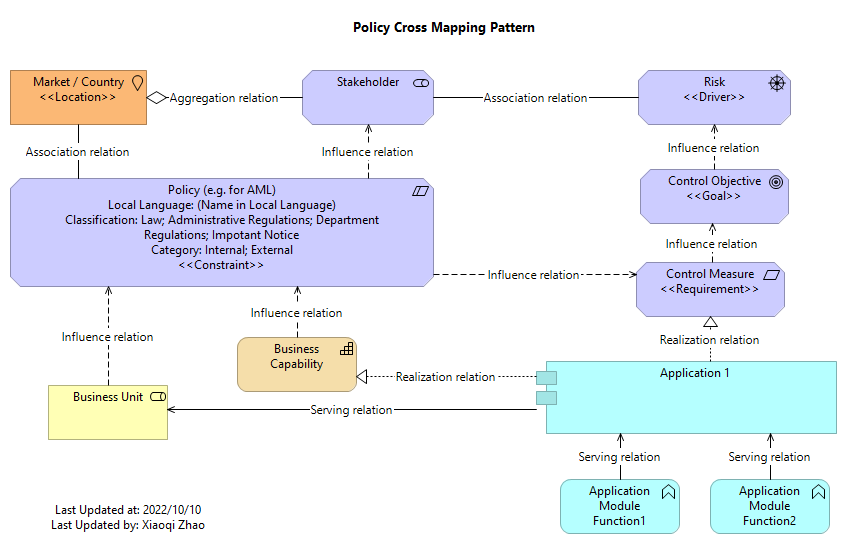 Policy Cross Mapping Pattern
Market / Country
<<Location>>
Aggregation relation
Stakeholder
Association relation
Risk
<<Driver>>
Association relation
Influence relation
Influence relation
Policy (e.g. for AML)
Local Language: (Name in Local Language)
Classification: Law; Administrative Regulations; Department
Regulations; Impotant Notice
Category: Internal; External
<<Constraint>>
Control Objective
<<Goal>>
Influence relation
Influence relation
Control Measure
<<Requirement>>
Influence relation
Influence relation
Realization relation
Business
Capability
Realization relation
Application 1
Business Unit
Serving relation
Serving relation
Serving relation
Application
Module
Function1
Application
Module
Function2
Last Updated at: 2022/10/10
Last Updated by: Xiaoqi Zhao